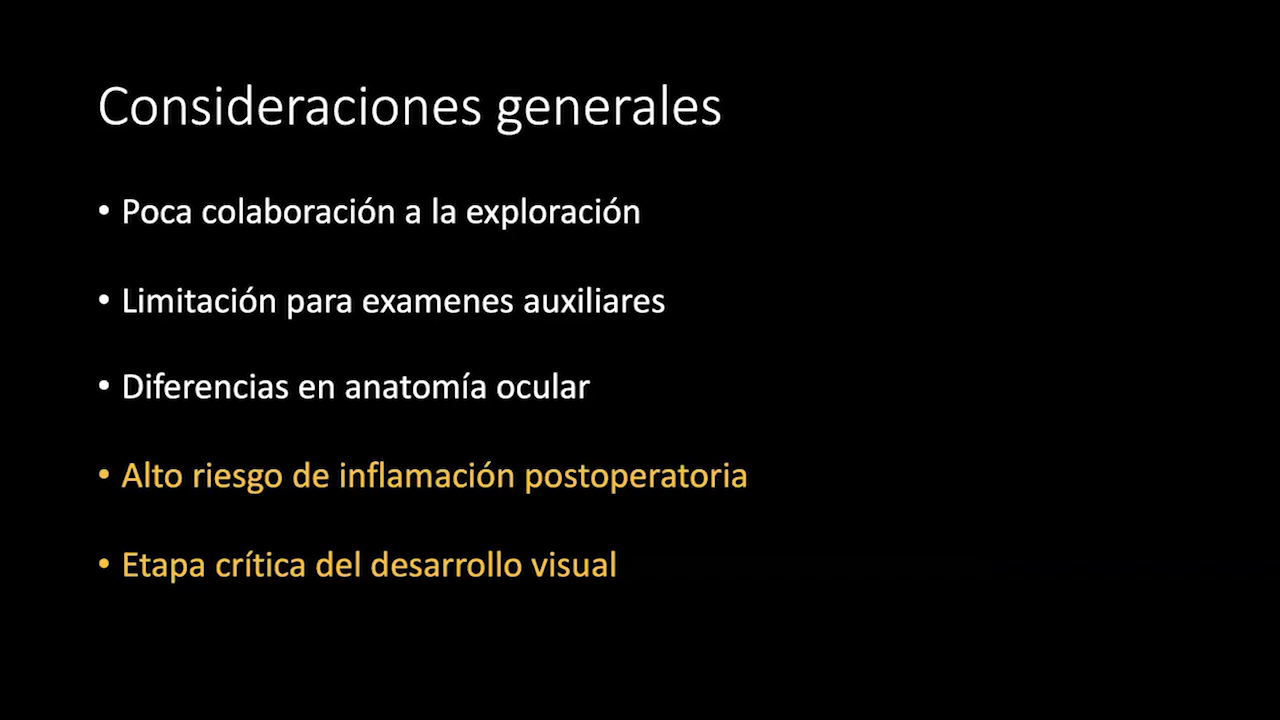 Consideraciones generales
• Poca colaboración a la exploración
• Limitación para examenes auxiliares
• Diferencias en anatomía ocular
• Alto riesgo de inflamación postoperatoria
• Etapa crítica del desarrollo visual